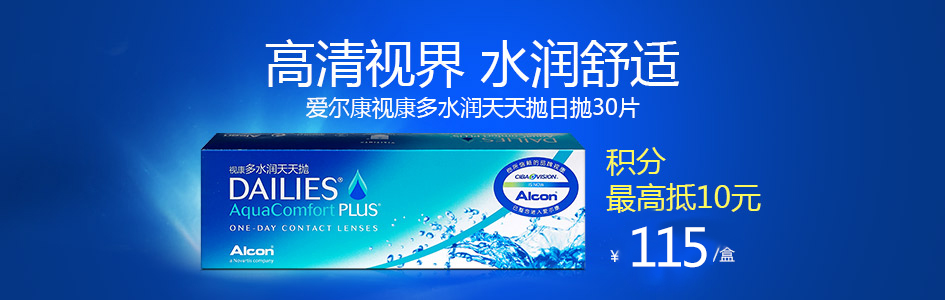 高清视界 水润舒适
爱尔康视康多水润天天抛日抛30片
视康多水润天天抛
DAILIES®
AquaComfort PLUS®
ONE-DAY CONTACT LENSES
Alcon
a Novartis company
CIBA VISION
IS NOW
Alcon
积分
最高抵10元
¥ 115/盒